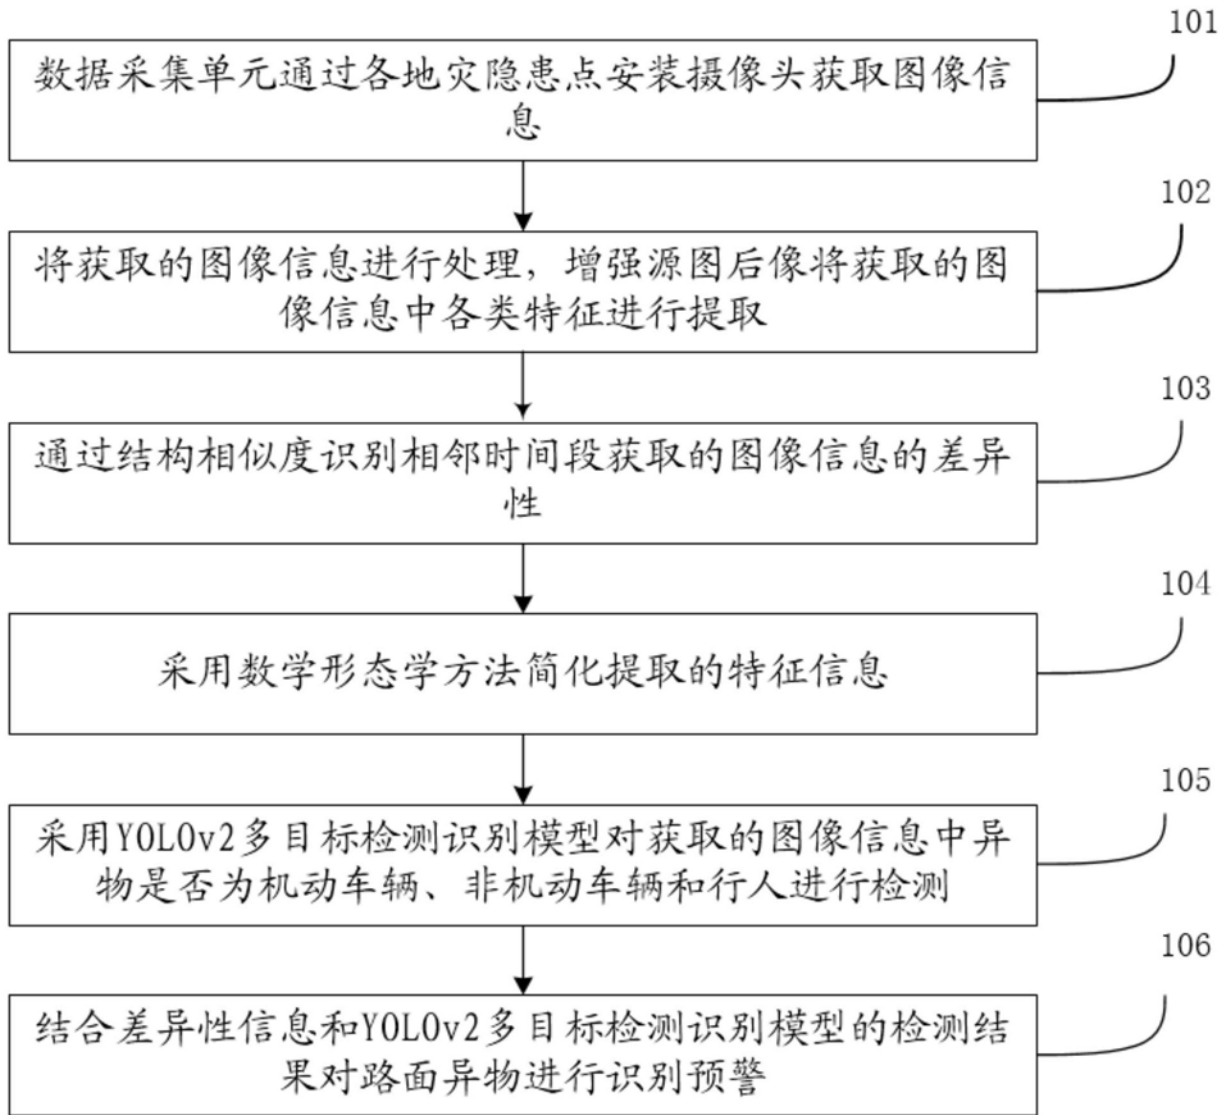 101
数据采集单元通过各地灾隐患点安装摄像头获取图像信
息
102
将获取的图像信息进行处理，增强源图后像将获取的图
像信息中各类特征进行提取
103
通过结构相似度识别相邻时间段获取的图像信息的差异
性
104
采用数学形态学方法简化提取的特征信息
105
采用YOLOv2多目标检测识别模型对获取的图像信息中异
物是否为机动车辆、非机动车辆和行人进行检测
106
结合差异性信息和YOLOv2多目标检测识别模型的检测结
果对路面异物进行识别预警